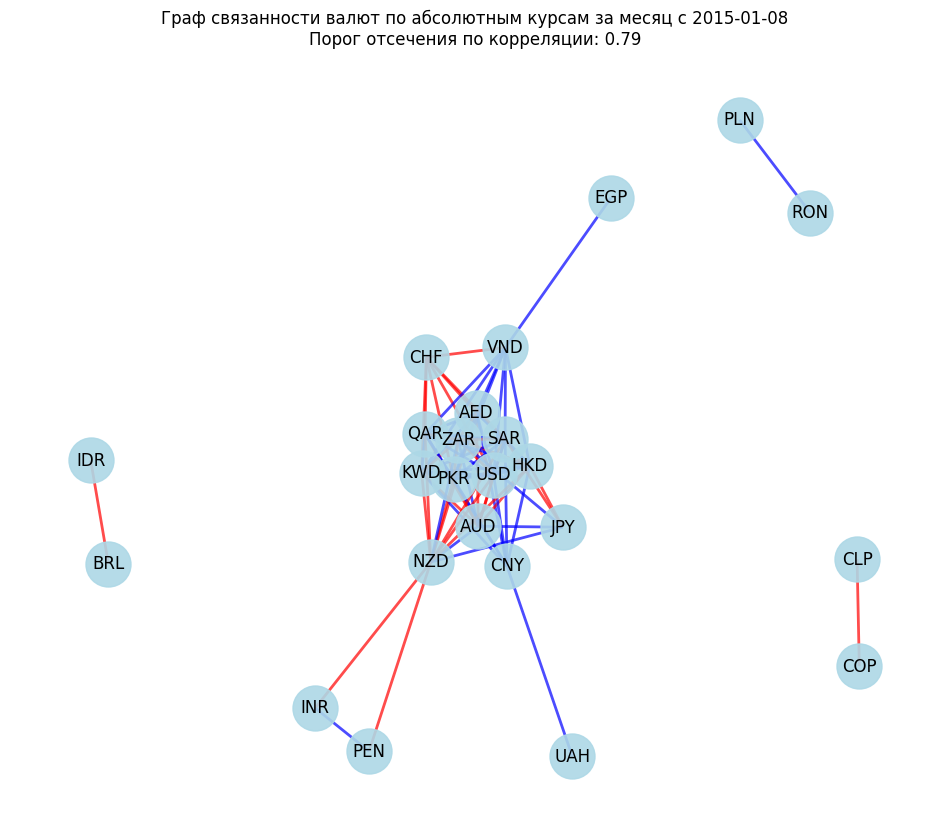 Граф связанности валют по абсолютным курсам за месяц с 2015-01-08
Порог отсечения по корреляции: 0.79
PLN
EGP
RON
VND
CHF
AED
QAR
ZAR
SAR
IDR
KWD
PKR
USD
HKD
AUD
JPY
BRL
NZD
CNY
CLP
COP
INR
PEN
UAH